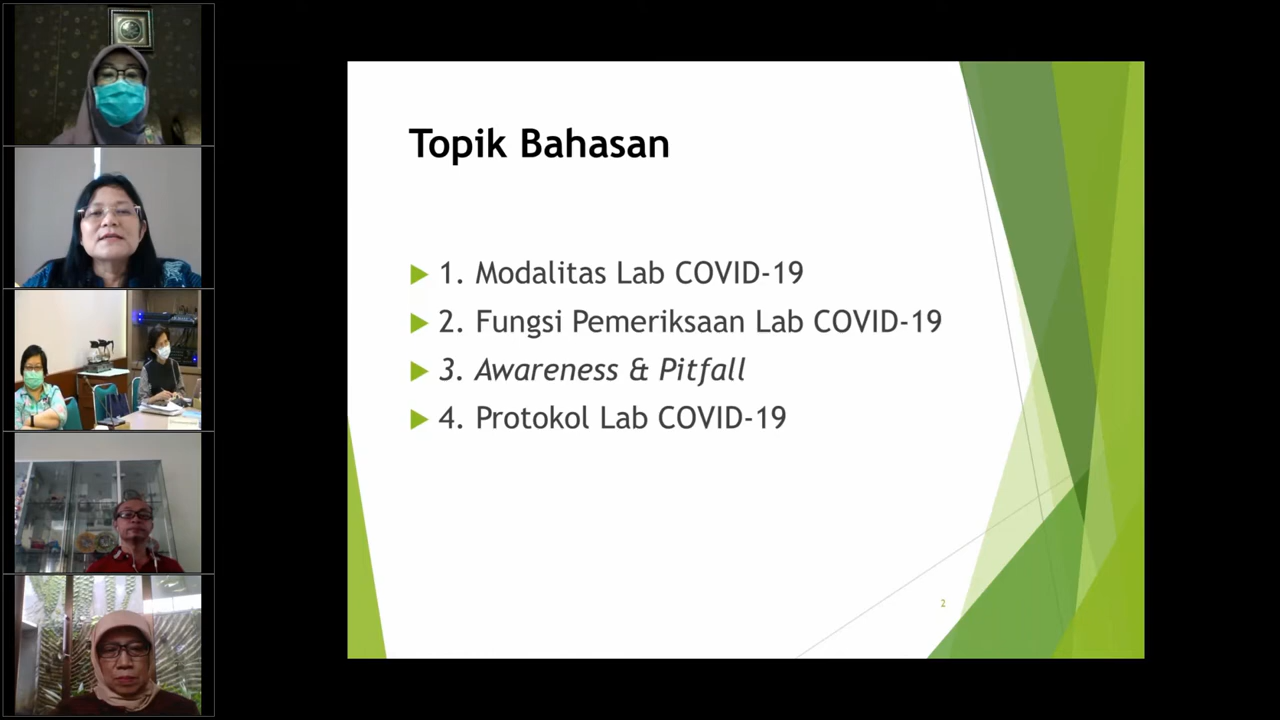 Topik Bahasan
1. Modalitas Lab COVID-19
2. Fungsi Pemeriksaan Lab COVID-19
3. Awareness & Pitfall
4. Protokol Lab COVID-19
2